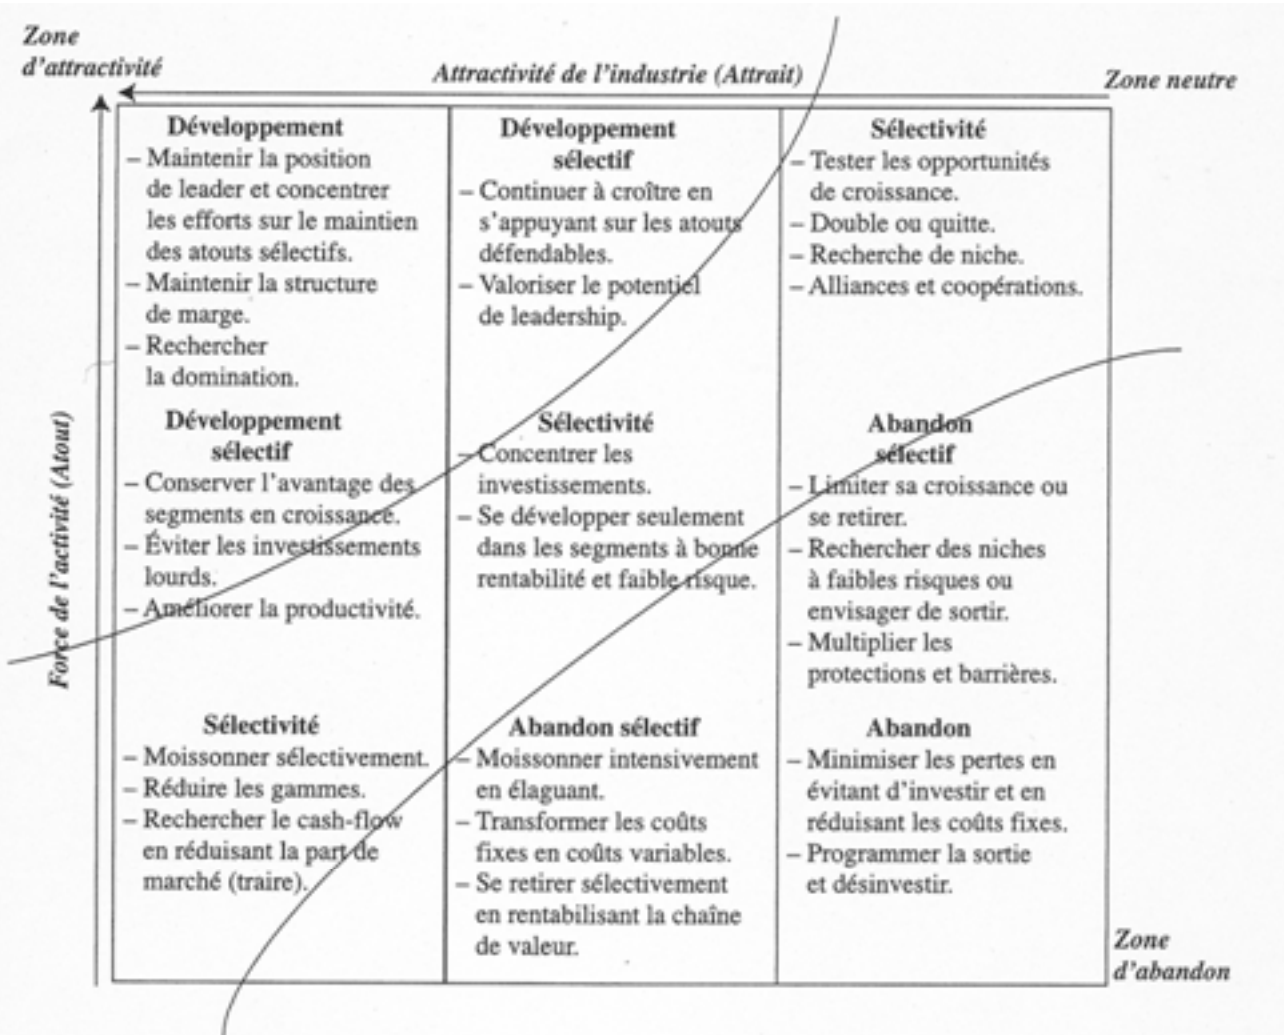 Zone
d'attractivité
Attractivité de l'industrie (Attrait)
Zone neutre
Force de l'activité (Atout)
Développement
– Maintenir la position
de leader et concentrer
les efforts sur le maintien
des atouts sélectifs.
– Maintenir la structure
de marge.
– Rechercher
la domination.
Développement
sélectif
– Continuer à croître en
s'appuyant sur les atouts
défendables.
– Valoriser le potentiel
de leadership.
Sélectivité
– Tester les opportunités
de croissance.
– Double ou quitte.
– Recherche de niche.
– Alliances et coopérations.
Développement
sélectif
– Conserver l'avantage des
segments en croissance.
– Éviter les investissements
lourds.
– Améliorer la productivité.
Sélectivité
– Concentrer les
investissements.
– Se développer seulement
dans les segments à bonne
rentabilité et faible risque.
Abandon
sélectif
– Limiter sa croissance ou
se retirer.
– Rechercher des niches
à faibles risques ou
envisager de sortir.
– Multiplier les
protections et barrières.
Sélectivité
– Moissonner sélectivement.
– Réduire les gammes.
– Rechercher le cash-flow
en réduisant la part de
marché (traire).
Abandon sélectif
– Moissonner intensivement
en élaguant.
– Transformer les coûts
fixes en coûts variables.
– Se retirer sélectivement
en rentabilisant la chaîne
de valeur.
Abandon
– Minimiser les pertes en
évitant d'investir et en
réduisant les coûts fixes.
– Programmer la sortie
et désinvestir.
Zone
d'abandon